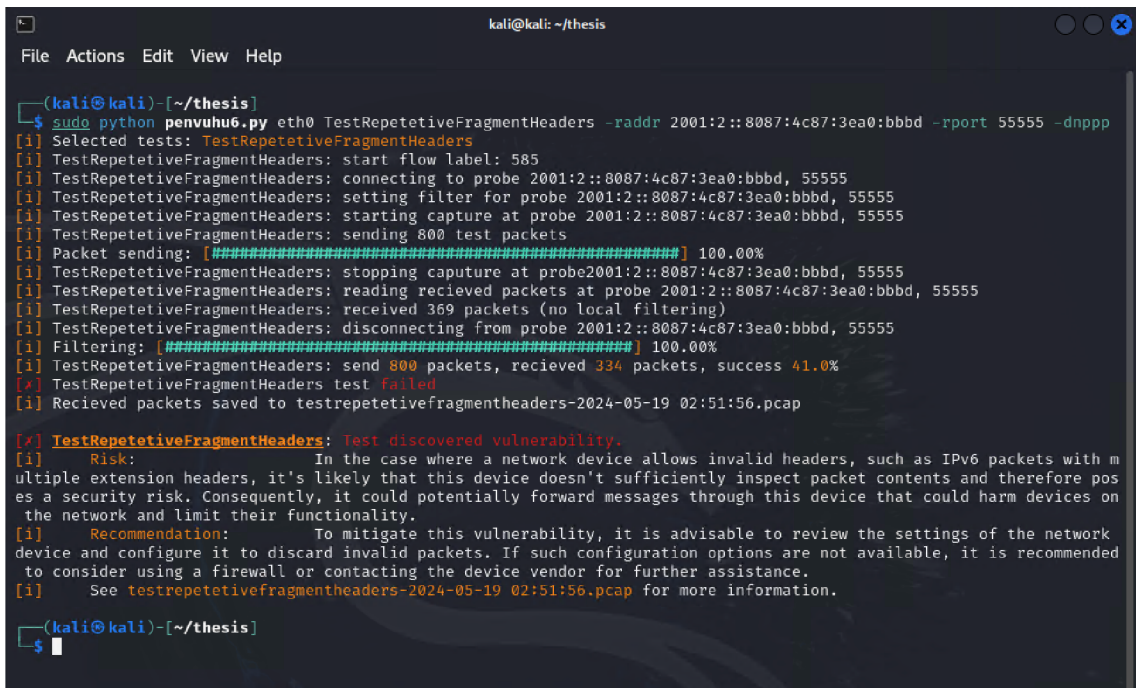 kali@kali: ~/thesis
File Actions Edit View Help
(kali㉿kali)-[~/thesis]
$ sudo python penvuhu6.py eth0 TestRepetetiveFragmentHeaders -raddr 2001:2::8087:4c87:3ea0:bbbd -rport 55555 -dnppp
[i] Selected tests: TestRepetetiveFragmentHeaders
[i] TestRepetetiveFragmentHeaders: start flow label: 585
[i] TestRepetetiveFragmentHeaders: connecting to probe 2001:2::8087:4c87:3ea0:bbbd, 55555
[i] TestRepetetiveFragmentHeaders: setting filter for probe 2001:2::8087:4c87:3ea0:bbbd, 55555
[i] TestRepetetiveFragmentHeaders: starting capture at probe 2001:2::8087:4c87:3ea0:bbbd, 55555
[i] TestRepetetiveFragmentHeaders: sending 800 test packets
[i] Packet sending: [##################################################] 100.00%
[i] TestRepetetiveFragmentHeaders: stopping caputure at probe2001:2::8087:4c87:3ea0:bbbd, 55555
[i] TestRepetetiveFragmentHeaders: reading recieved packets at probe 2001:2::8087:4c87:3ea0:bbbd, 55555
[i] TestRepetetiveFragmentHeaders: received 369 packets (no local filtering)
[i] TestRepetetiveFragmentHeaders: disconnecting from probe 2001:2::8087:4c87:3ea0:bbbd, 55555
[i] Filtering: [##################################################] 100.00%
[i] TestRepetetiveFragmentHeaders: send 800 packets, recieved 334 packets, success 41.0%
[✗] TestRepetetiveFragmentHeaders test failed
[i] Recieved packets saved to testrepetetivefragmentheaders-2024-05-19 02:51:56.pcap
[✗] TestRepetetiveFragmentHeaders: Test discovered vulnerability.
[i] Risk: In the case where a network device allows invalid headers, such as IPv6 packets with m
ultiple extension headers, it's likely that this device doesn't sufficiently inspect packet contents and therefore pos
es a security risk. Consequently, it could potentially forward messages through this device that could harm devices on
the network and limit their functionality.
[i] Recommendation: To mitigate this vulnerability, it is advisable to review the settings of the network
device and configure it to discard invalid packets. If such configuration options are not available, it is recommended
to consider using a firewall or contacting the device vendor for further assistance.
[i] See testrepetetivefragmentheaders-2024-05-19 02:51:56.pcap for more information.
(kali㉿kali)-[~/thesis]
$